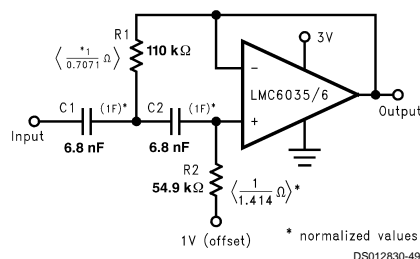 R1
110 kΩ
⟨ *1 / 0.7071 Ω ⟩
3V
−
LMC6035/6
+
C1 (1F)*
C2 (1F)*
Input
6.8 nF
6.8 nF
Output
R2
54.9 kΩ
⟨ 1 / 1.414 Ω ⟩*
1V (offset)
* normalized values
DS012830-49